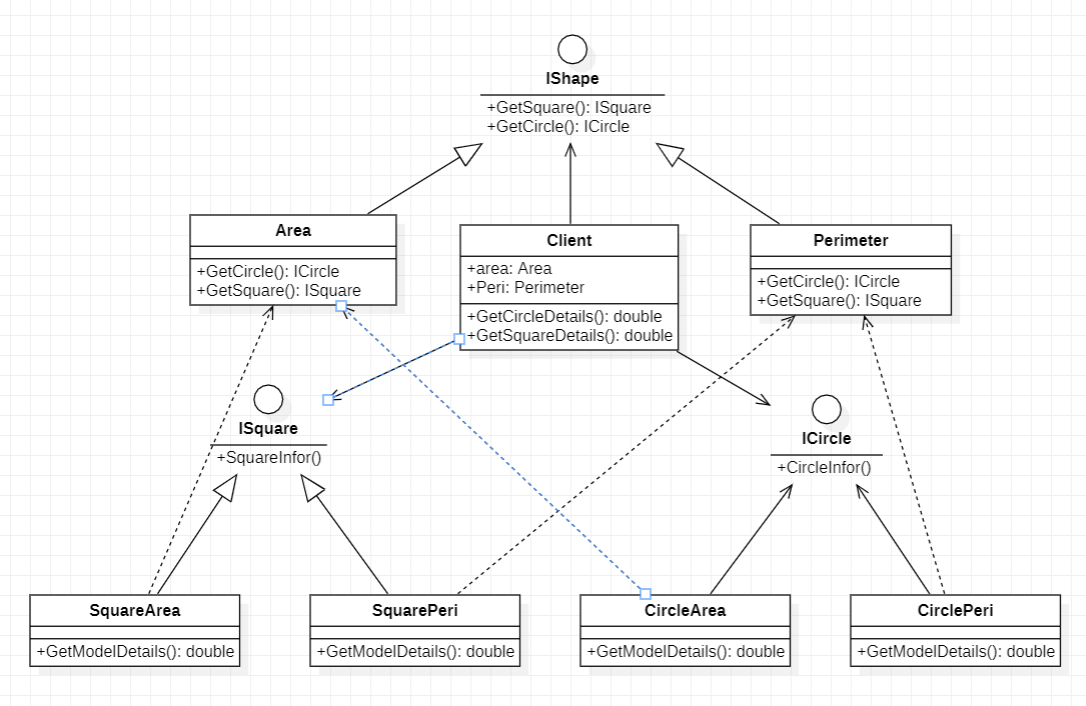 IShape
+GetSquare(): ISquare
+GetCircle(): ICircle
Area
+GetCircle(): ICircle
+GetSquare(): ISquare
Client
+area: Area
+Peri: Perimeter
+GetCircleDetails(): double
+GetSquareDetails(): double
Perimeter
+GetCircle(): ICircle
+GetSquare(): ISquare
ISquare
+SquareInfor()
ICircle
+CircleInfor()
SquareArea
+GetModelDetails(): double
SquarePeri
+GetModelDetails(): double
CircleArea
+GetModelDetails(): double
CirclePeri
+GetModelDetails(): double